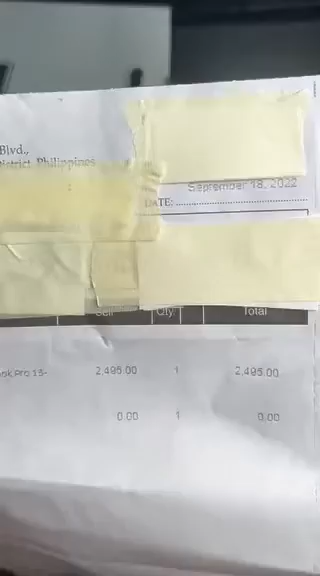 Blvd.,
District, Philippines
September 18, 2022
DATE:
Sell Qty. Total
ook Pro 15- 2,495.00 1 2,495.00
0.00 1 0.00